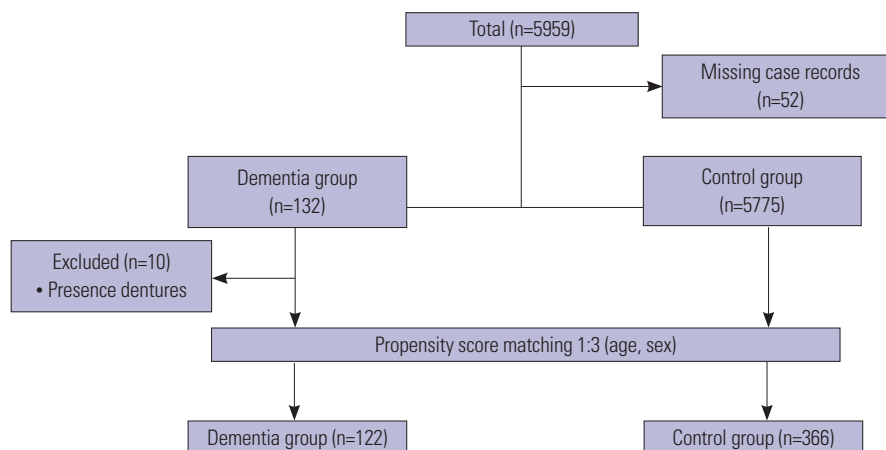 Total (n=5959)
Missing case records
(n=52)
Dementia group
(n=132)
Control group
(n=5775)
Excluded (n=10)
• Presence dentures
Propensity score matching 1:3 (age, sex)
Dementia group (n=122)
Control group (n=366)